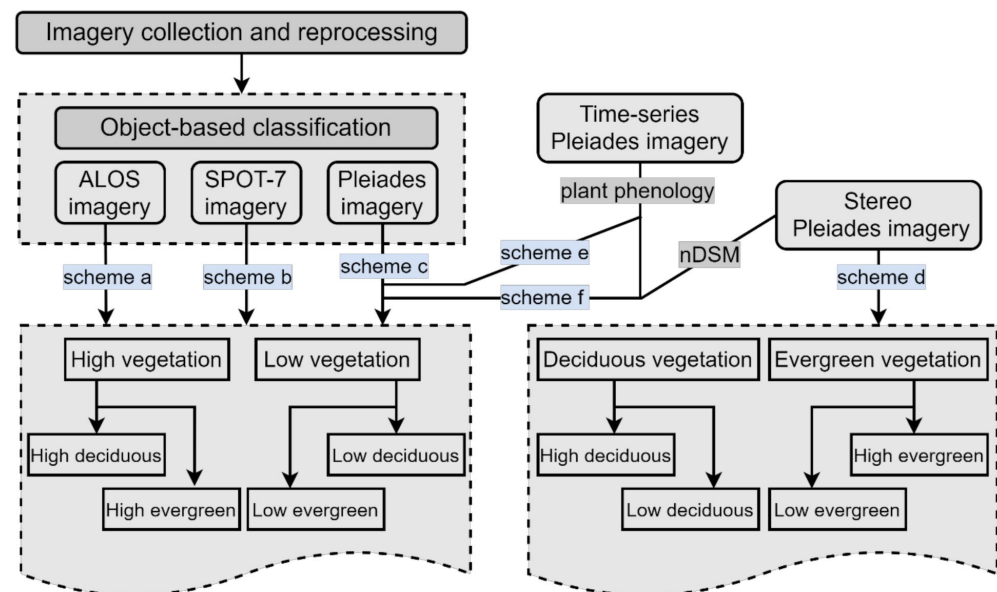 Imagery collection and reprocessing
Object-based classification
ALOS
imagery
SPOT-7
imagery
Pleiades
imagery
Time-series
Pleiades imagery
plant phenology
Stereo
Pleiades imagery
nDSM
scheme a
scheme b
scheme c
scheme e
scheme f
scheme d
High vegetation
Low vegetation
High deciduous
Low deciduous
High evergreen
Low evergreen
Deciduous vegetation
Evergreen vegetation
High deciduous
High evergreen
Low deciduous
Low evergreen